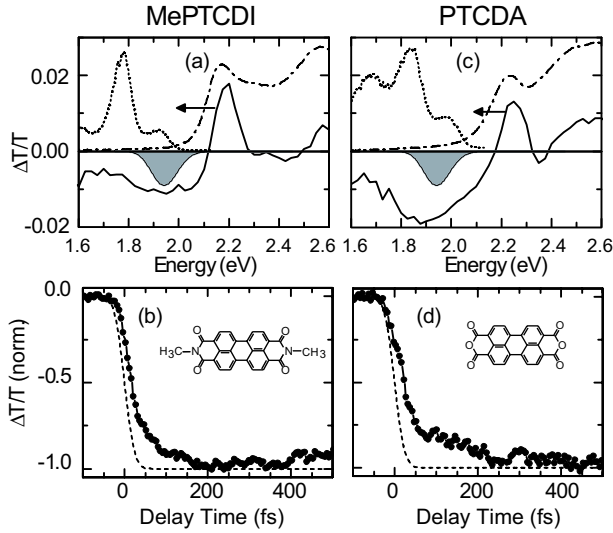 MePTCDI
PTCDA
(a)
(c)
ΔT/T
0.02
0.00
-0.02
1.6 1.8 2.0 2.2 2.4 2.6
Energy (eV)
1.6 1.8 2.0 2.2 2.4 2.6
Energy (eV)
(b)
(d)
ΔT/T (norm)
0.0
-0.5
-1.0
O O
H₃C-N N-CH₃
O O
O O
O O
O O
0 200 400
Delay Time (fs)
0 200 400
Delay Time (fs)